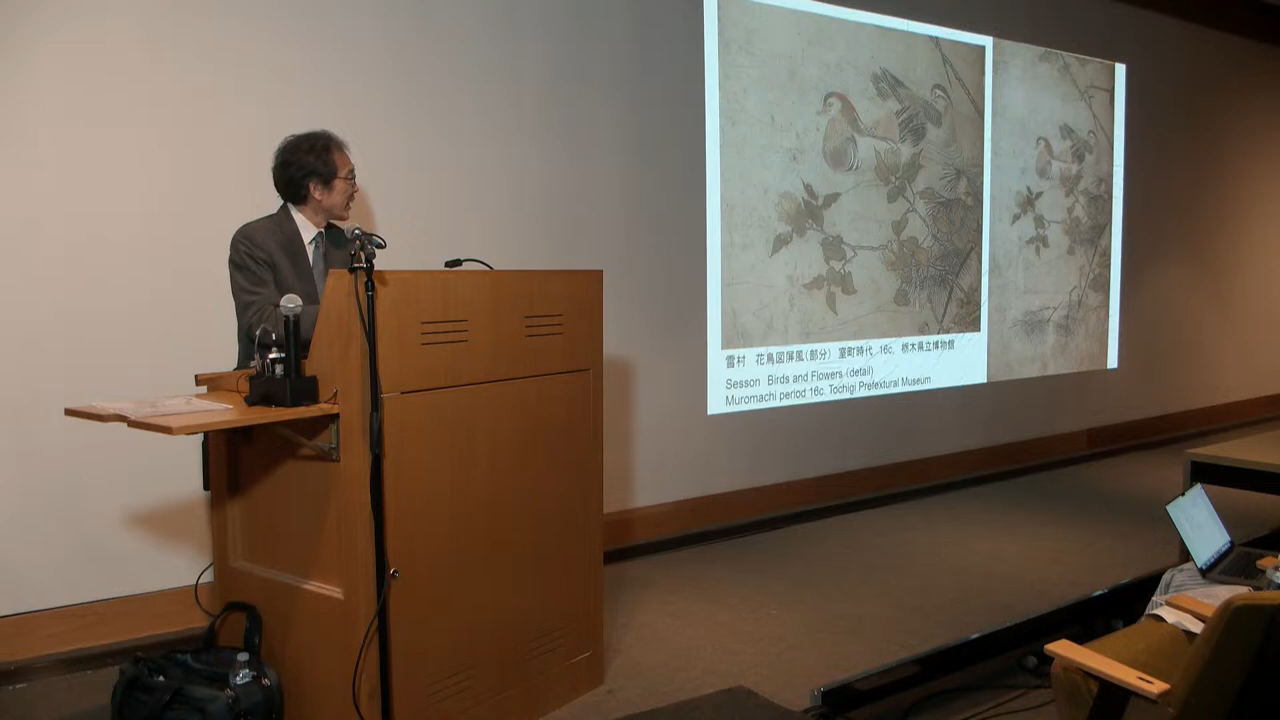 雪村　花鳥図屏風（部分）　室町時代　16c.　栃木県立博物館
Sesson Birds and Flowers (detail)
Muromachi period 16c. Tochigi Prefextural Museum